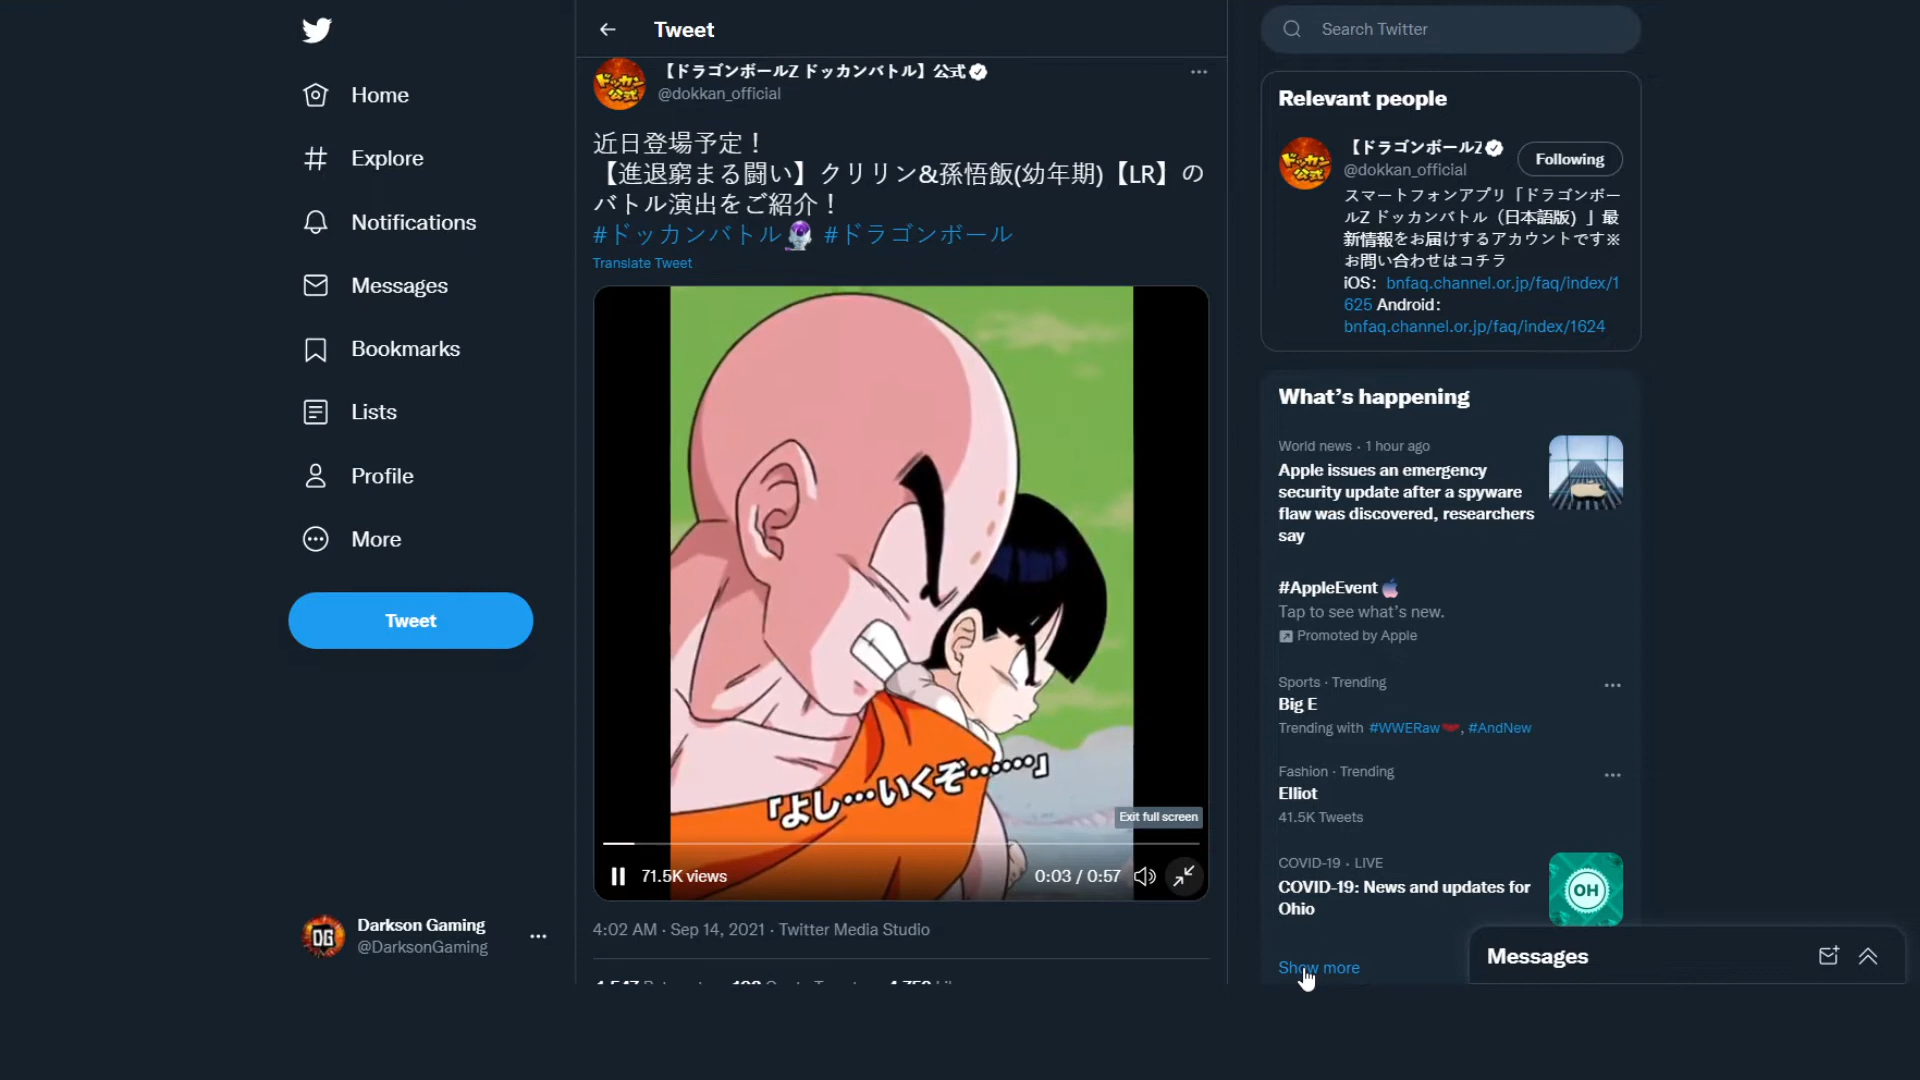 Home
Explore
Notifications
Messages
Bookmarks
Lists
Profile
More
Tweet
Darkson Gaming
@DarksonGaming
Tweet
ドッカン
公式
【ドラゴンボールZ ドッカンバトル】公式
@dokkan_official
近日登場予定！
【進退窮まる闘い】クリリン&孫悟飯(幼年期)【LR】の
バトル演出をご紹介！
#ドッカンバトル #ドラゴンボール
Translate Tweet
「よし…いくぞ……」
Exit full screen
71.5K views
0:03 / 0:57
4:02 AM · Sep 14, 2021 · Twitter Media Studio
Search Twitter
Relevant people
【ドラゴンボールZ
@dokkan_official
Following
スマートフォンアプリ「ドラゴンボー
ルZ ドッカンバトル（日本語版）」最
新情報をお届けするアカウントです※
お問い合わせはコチラ
iOS： bnfaq.channel.or.jp/faq/index/1
625 Android：
bnfaq.channel.or.jp/faq/index/1624
What's happening
World news · 1 hour ago
Apple issues an emergency
security update after a spyware
flaw was discovered, researchers
say
#AppleEvent
Tap to see what's new.
Promoted by Apple
Sports · Trending
Big E
Trending with #WWERaw, #AndNew
Fashion · Trending
Elliot
41.5K Tweets
COVID-19 · LIVE
COVID-19: News and updates for
Ohio
OH
Show more
Messages